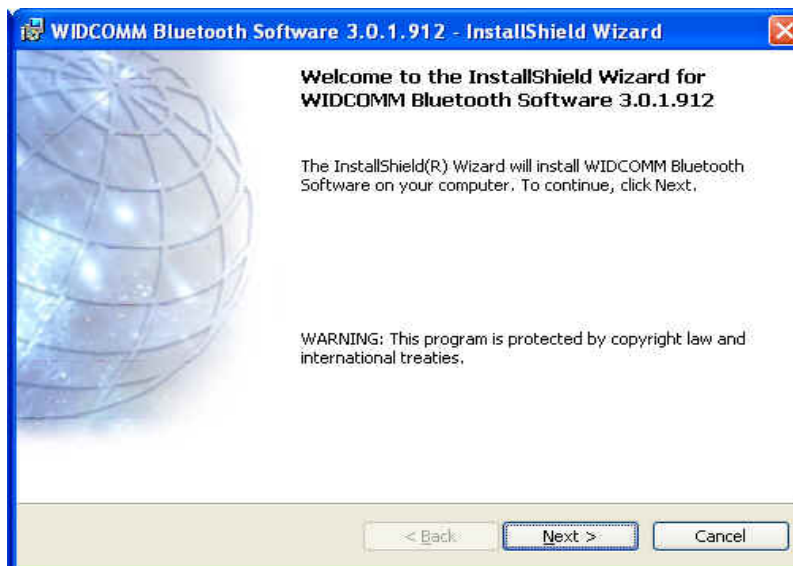 WIDCOMM Bluetooth Software 3.0.1.912 - InstallShield Wizard
Welcome to the InstallShield Wizard for
WIDCOMM Bluetooth Software 3.0.1.912
The InstallShield(R) Wizard will install WIDCOMM Bluetooth
Software on your computer. To continue, click Next.
WARNING: This program is protected by copyright law and
international treaties.
< Back Next > Cancel